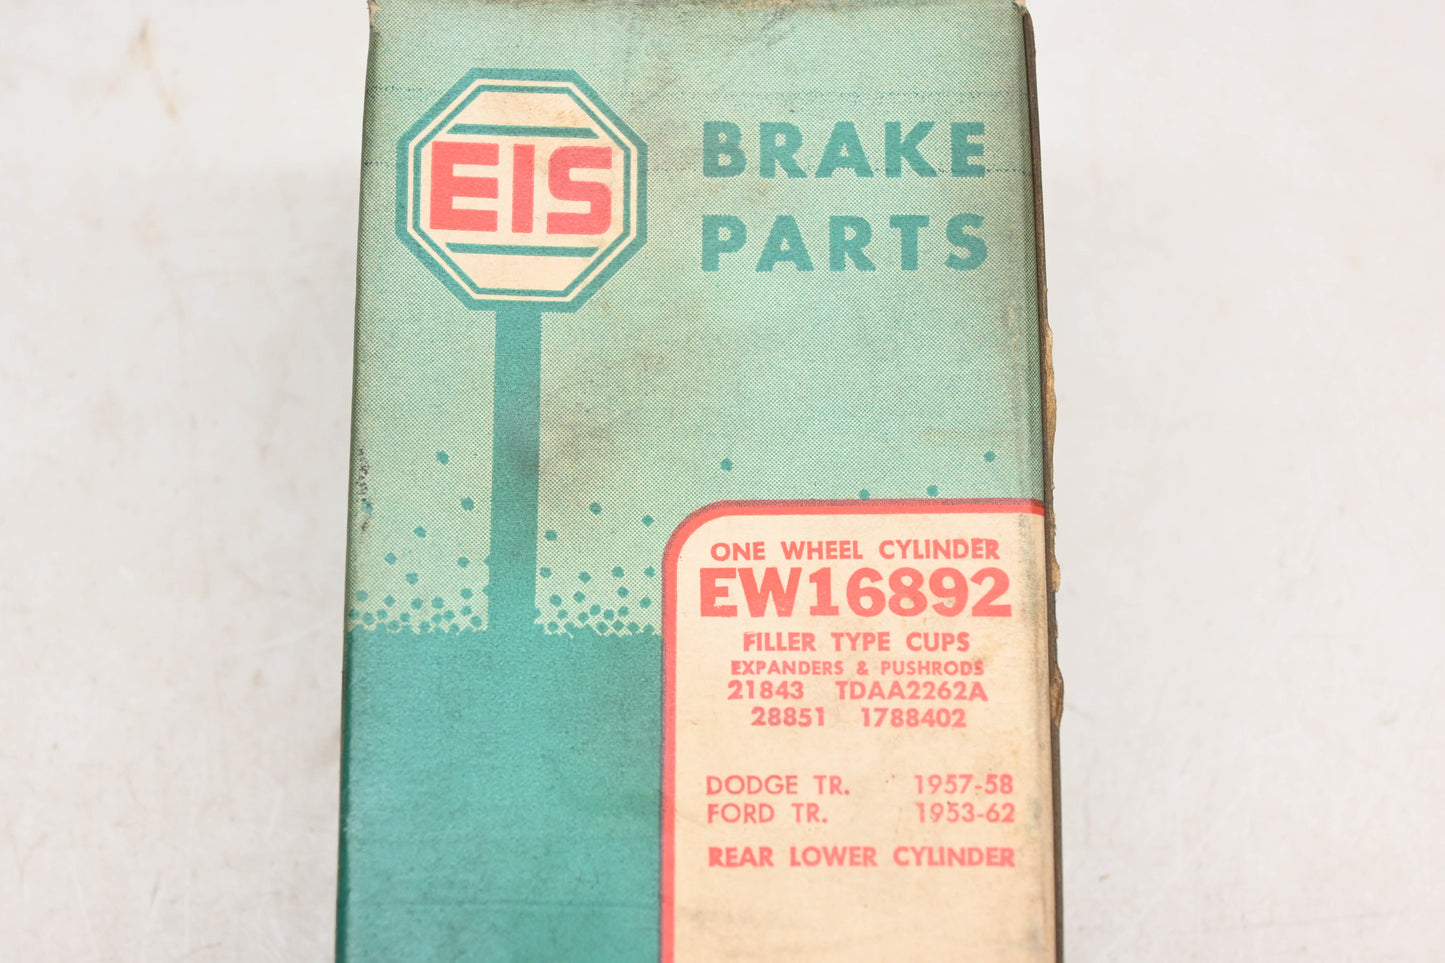 EIS
BRAKE
PARTS
ONE WHEEL CYLINDER
EW16892
FILLER TYPE CUPS
EXPANDERS & PUSHRODS
21843 TDAA2262A
28851 1788402
DODGE TR. 1957-58
FORD TR. 1953-62
REAR LOWER CYLINDER